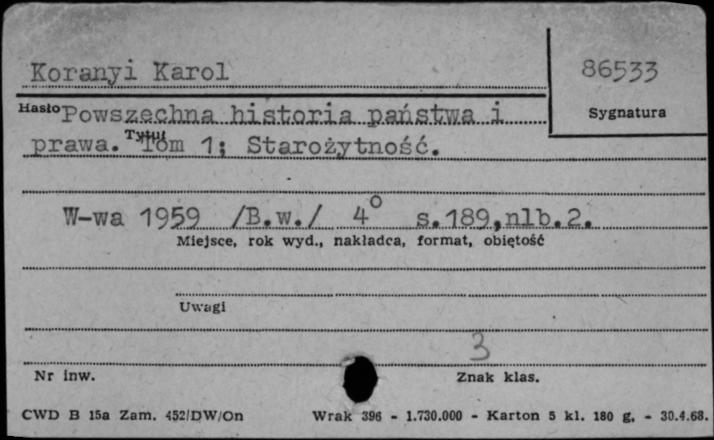 Koranyi Karol
86533
Hasło Powszechna historia państwa i
Sygnatura
prawa. Tytuł Tom 1: Starożytność.
W-wa 1959 /B.w./ 4° s.189,nlb.2.
Miejsce, rok wyd., nakładca, format, objętość
Uwagi
3
Nr inw.
Znak klas.
CWD B 15a Zam. 452/DW/On Wrak 396 - 1.730.000 - Karton 5 kl. 180 g. - 30.4.68.